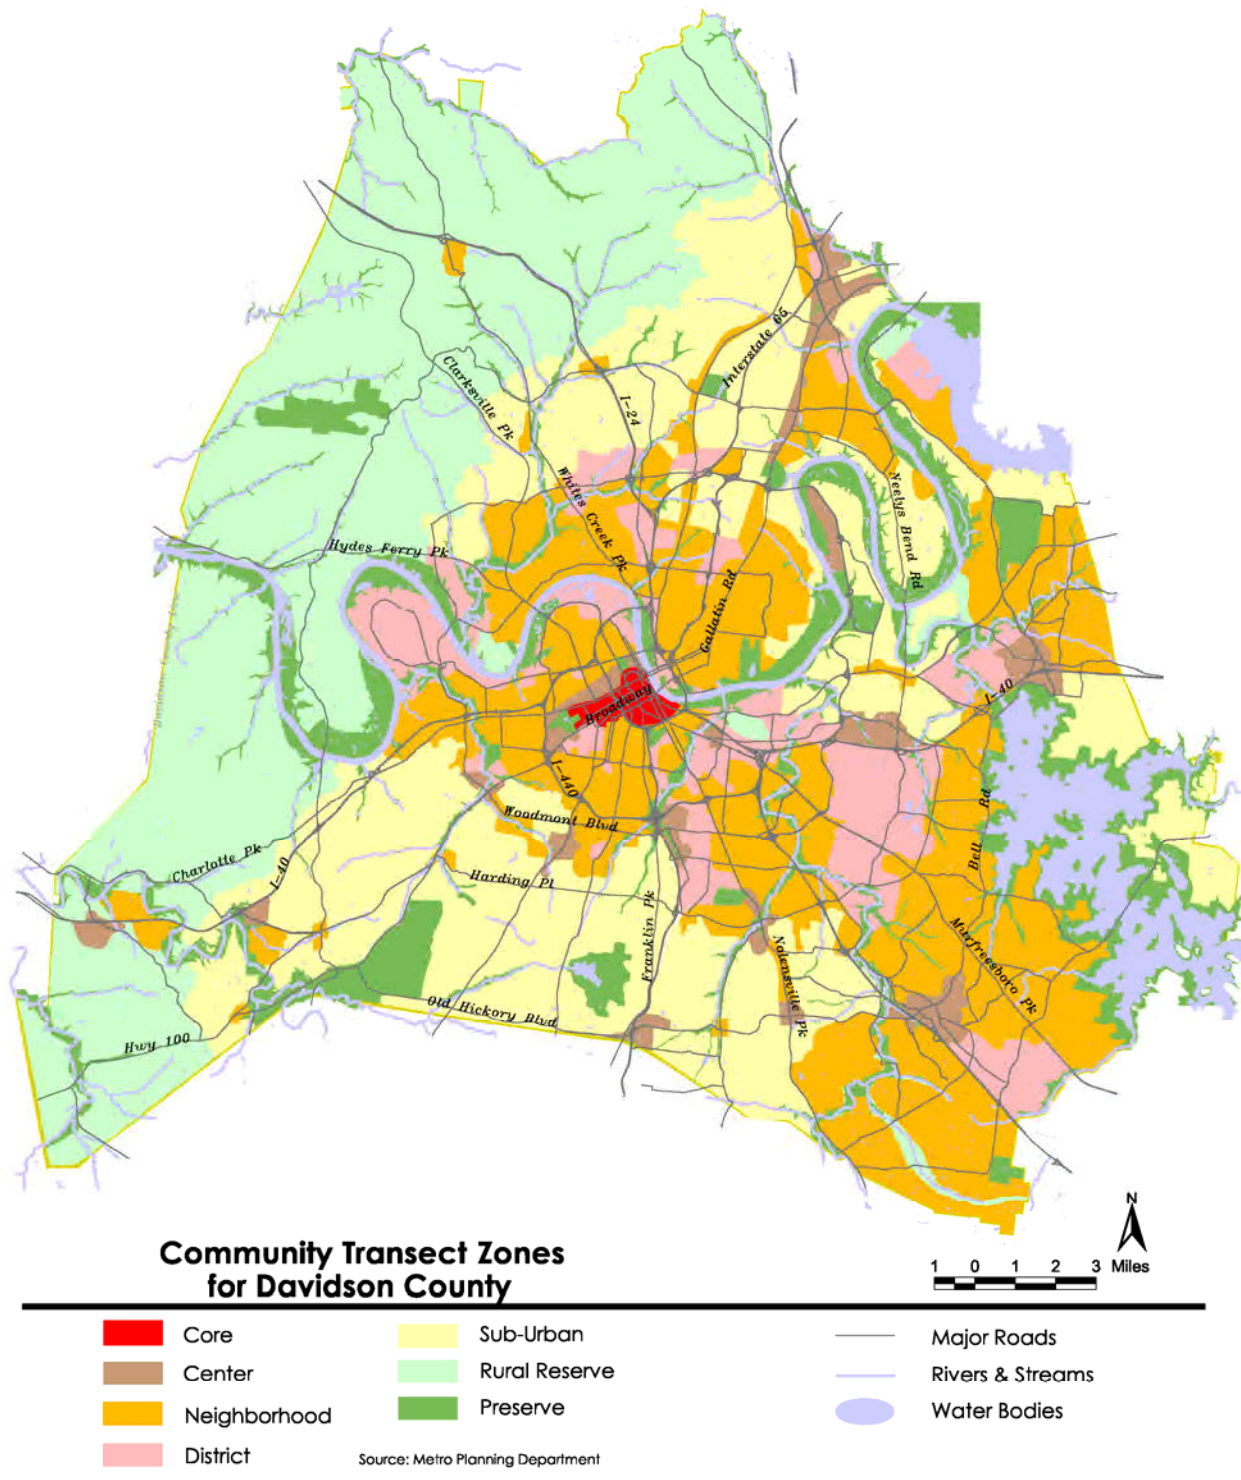 Interstate 65
Clarksville Pk
I-24
Whites Creek Pk
Neelys Bend Rd
Hydes Ferry Pk
Gallatin Rd
Davidson
Broadway
I-40
I-440
Woodmont Blvd
Bell Rd
Charlotte Pk
I-40
Harding Pl
Franklin Pk
Nolensville Pk
Murfreesboro Pk
Old Hickory Blvd
Hwy 100
N
1 0 1 2 3 Miles
Community Transect Zones
for Davidson County
Core
Center
Neighborhood
District
Sub-Urban
Rural Reserve
Preserve
Major Roads
Rivers & Streams
Water Bodies
Source: Metro Planning Department